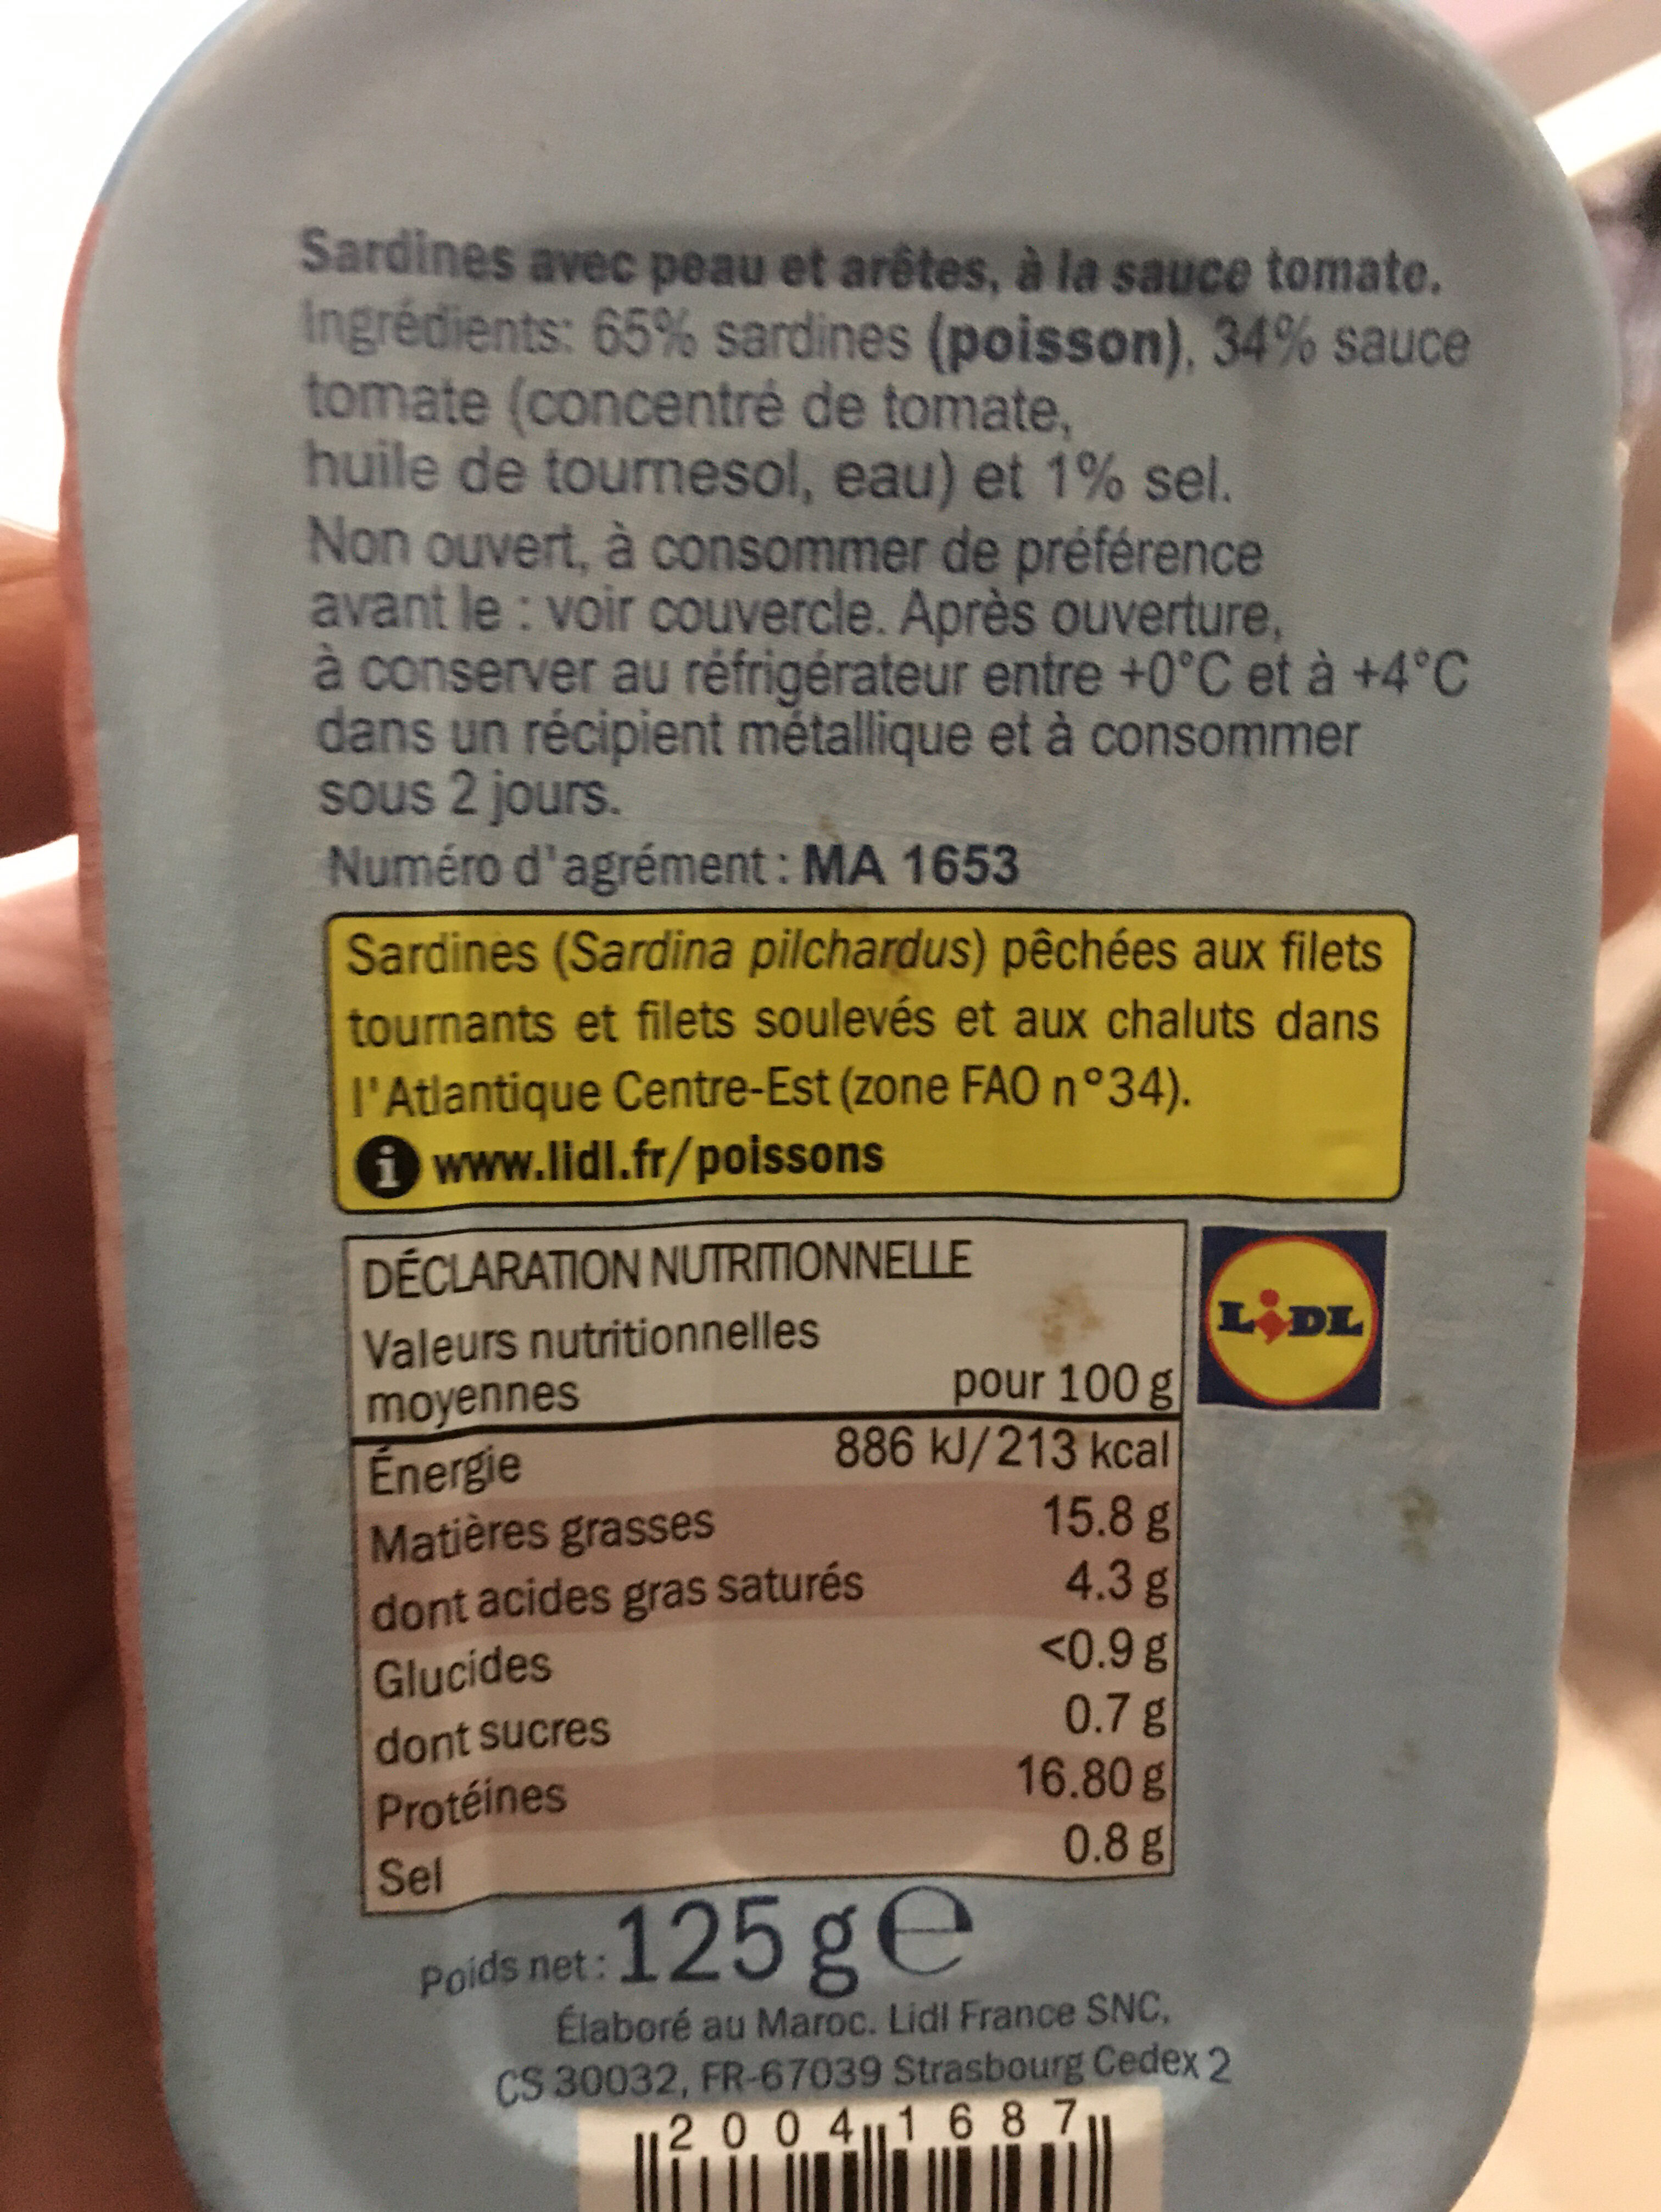 Sardines avec peau et arêtes, à la sauce tomate.
Ingrédients: 65% sardines (poisson), 34% sauce
tomate (concentré de tomate,
huile de tournesol, eau) et 1% sel.
Non ouvert, à consommer de préférence
avant le : voir couvercle. Après ouverture,
à conserver au réfrigérateur entre +0°C et à +4°C
dans un récipient métallique et à consommer
sous 2 jours.
Numéro d'agrément : MA 1653
Sardines (Sardina pilchardus) pêchées aux filets
tournants et filets soulevés et aux chaluts dans
l'Atlantique Centre-Est (zone FAO n°34).
i www.lidl.fr/poissons
DÉCLARATION NUTRITIONNELLE
LIDL
Valeurs nutritionnelles
moyennes pour 100 g
Énergie 886 kJ/213 kcal
Matières grasses 15.8 g
dont acides gras saturés 4.3 g
Glucides <0.9 g
dont sucres 0.7 g
Protéines 16.80 g
Sel 0.8 g
Poids net : 125 g e
Élaboré au Maroc. Lidl France SNC,
CS 30032, FR-67039 Strasbourg Cedex 2
2004 1687